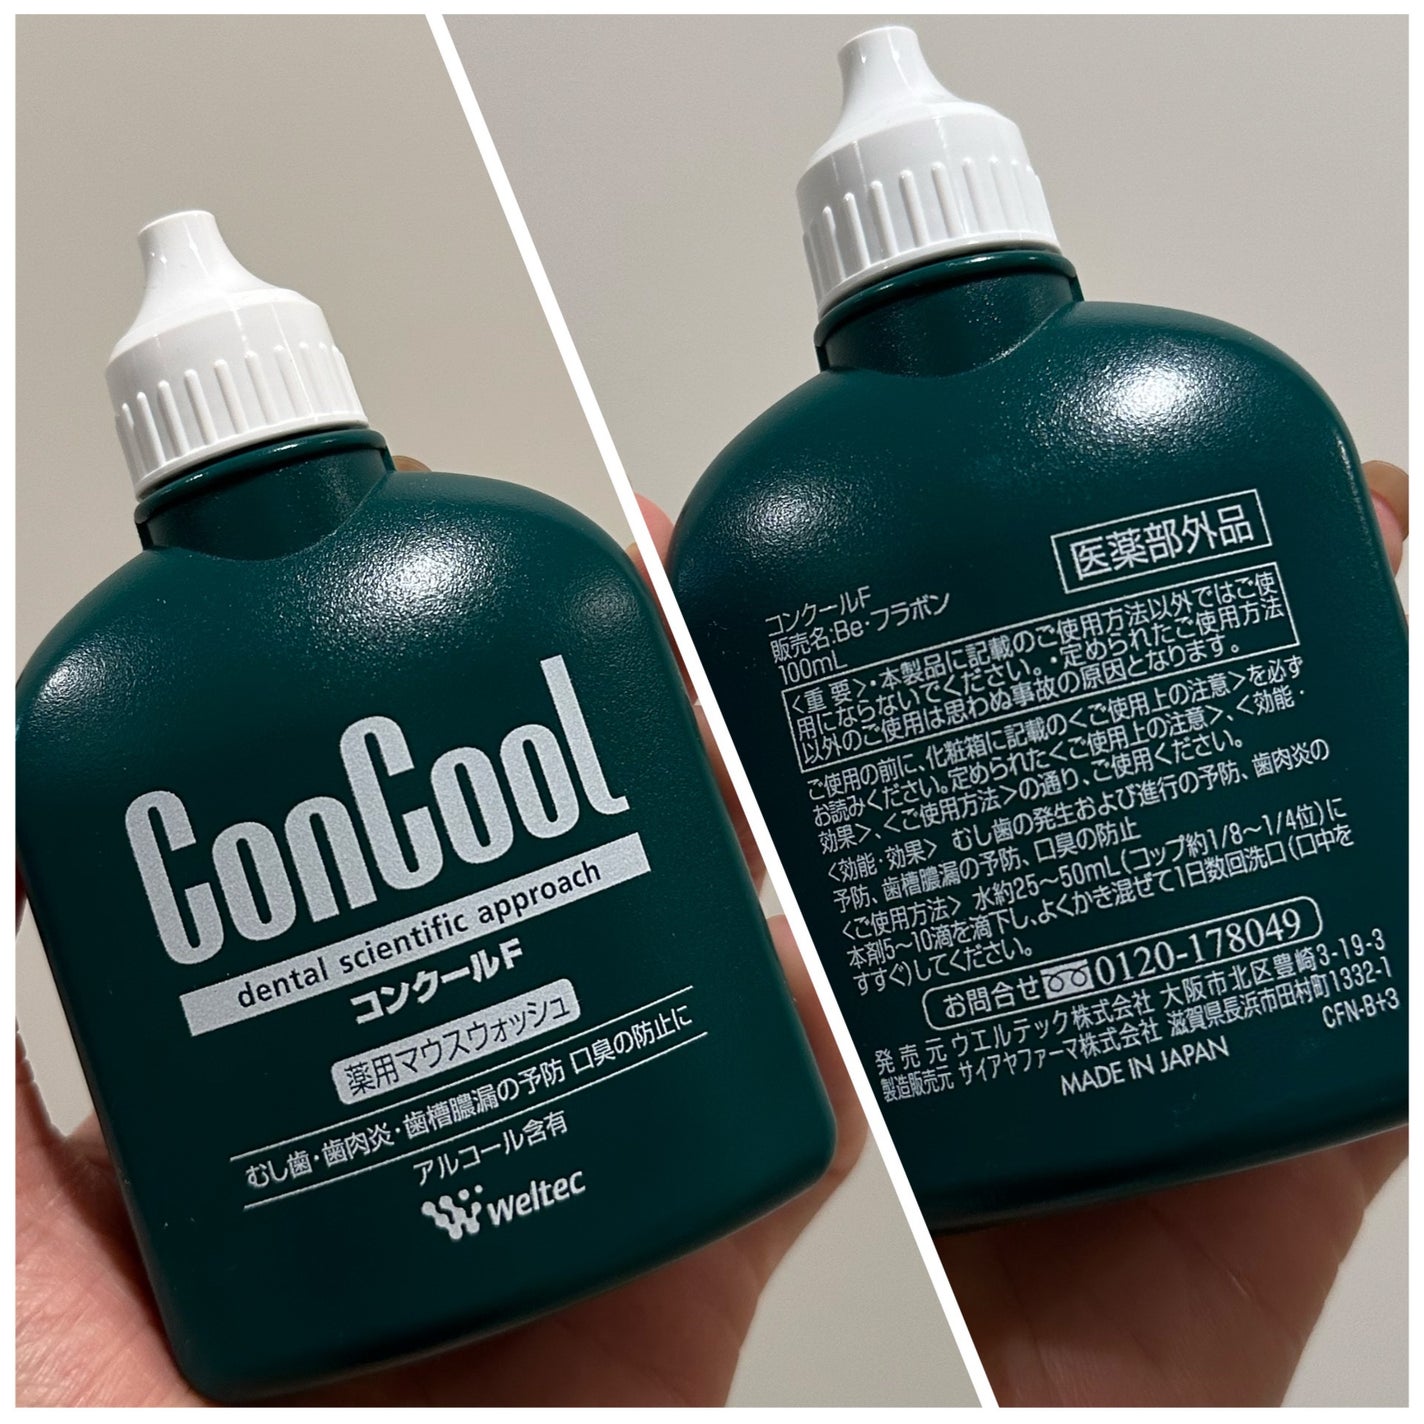 ConCool
dental scientific approach
コンクールF
薬用マウスウォッシュ
むし歯・歯肉炎・歯槽膿漏の予防 口臭の防止に
アルコール含有
weltec
医薬部外品
コンクールF
販売名:Be・フラボン
100mL
〈重要〉・本製品に記載のご使用方法以外ではご使
用にならないでください。・定められたご使用方法
以外のご使用は思わぬ事故の原因となります。
ご使用の前に、化粧箱に記載の〈ご使用上の注意〉を必ず
お読みください。定められた〈ご使用上の注意〉、〈効能・
効果〉、〈ご使用方法〉の通り、ご使用ください。
〈効能・効果〉 むし歯の発生および進行の予防、歯肉炎の
予防、歯槽膿漏の予防、口臭の防止
〈ご使用方法〉 水約25〜50mL(コップ約1/8〜1/4位)に
本剤5〜10滴を滴下し、よくかき混ぜて1日数回洗口(口中を
すすぐ)してください。
お問合せ 0120-178049
発売元 ウエルテック株式会社 大阪市北区豊崎3-19-3
製造販売元 サイアヤファーマ株式会社 滋賀県長浜市田村町1332-1
MADE IN JAPAN
CFN-B+3